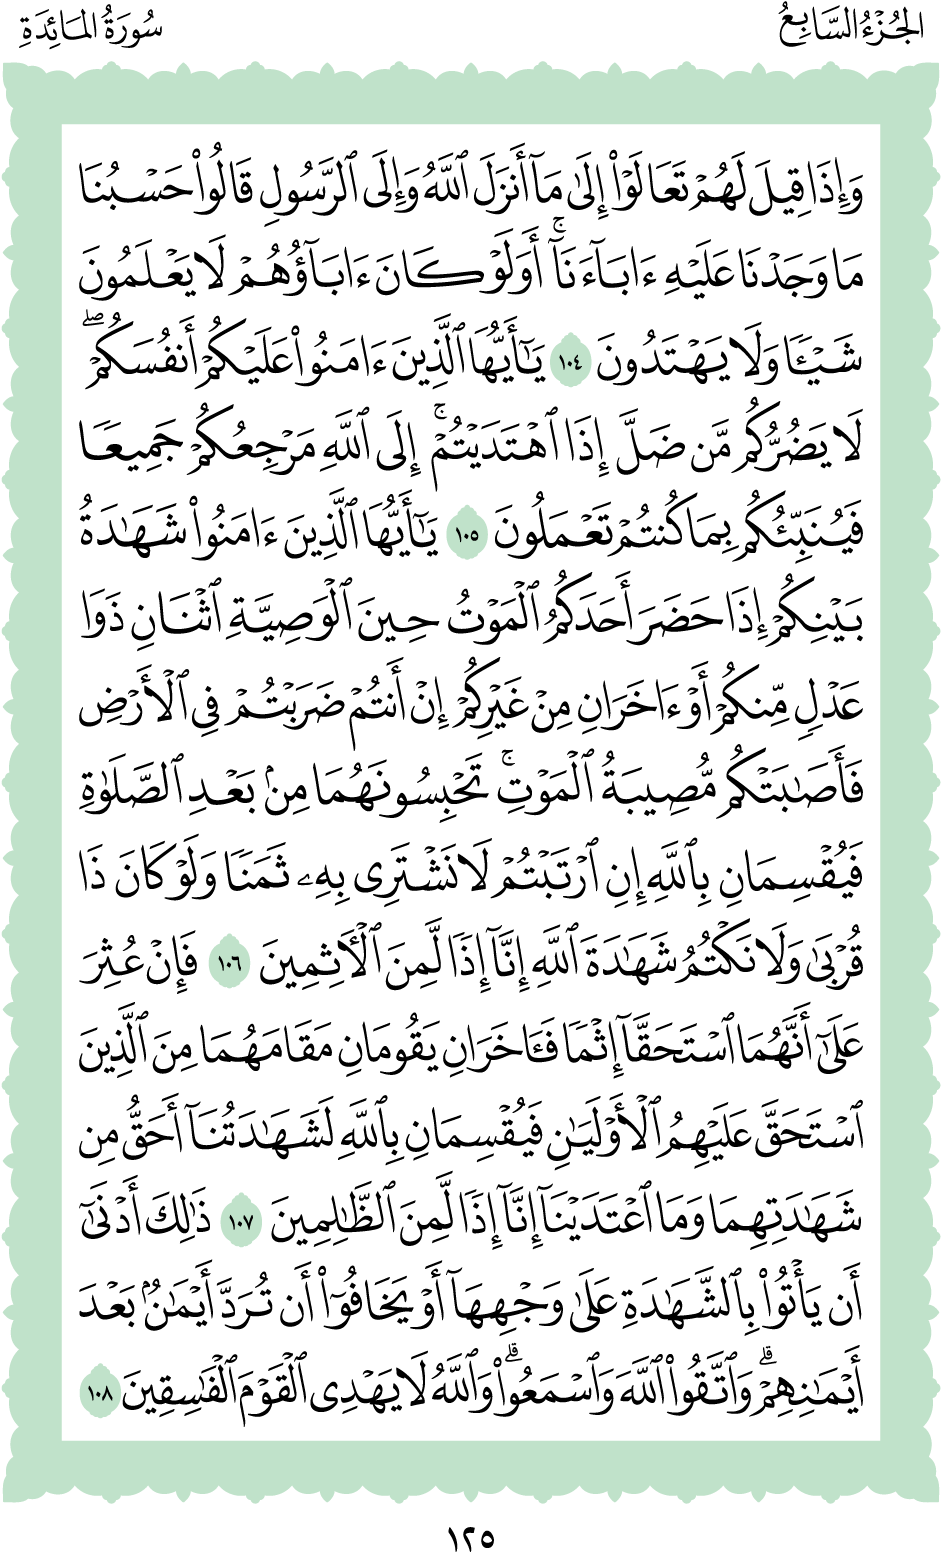 الجُزْءُ السَّابِعُ
سُورَةُ المَائِدَةِ
وَإِذَا قِيلَ لَهُمْ تَعَالَوْا۟ إِلَىٰ مَآ أَنزَلَ ٱللَّهُ وَإِلَى ٱلرَّسُولِ قَالُوا۟ حَسْبُنَا
مَا وَجَدْنَا عَلَيْهِ ءَابَآءَنَآ ۚ أَوَلَوْ كَانَ ءَابَآؤُهُمْ لَا يَعْلَمُونَ
شَيْـًٔا وَلَا يَهْتَدُونَ ١٠٤ يَـٰٓأَيُّهَا ٱلَّذِينَ ءَامَنُوا۟ عَلَيْكُمْ أَنفُسَكُمْ ۖ
لَا يَضُرُّكُم مَّن ضَلَّ إِذَا ٱهْتَدَيْتُمْ ۚ إِلَى ٱللَّهِ مَرْجِعُكُمْ جَمِيعًا
فَيُنَبِّئُكُم بِمَا كُنتُمْ تَعْمَلُونَ ١٠٥ يَـٰٓأَيُّهَا ٱلَّذِينَ ءَامَنُوا۟ شَهَـٰدَةُ
بَيْنِكُمْ إِذَا حَضَرَ أَحَدَكُمُ ٱلْمَوْتُ حِينَ ٱلْوَصِيَّةِ ٱثْنَانِ ذَوَا
عَدْلٍ مِّنكُمْ أَوْ ءَاخَرَانِ مِنْ غَيْرِكُمْ إِنْ أَنتُمْ ضَرَبْتُمْ فِى ٱلْأَرْضِ
فَأَصَـٰبَتْكُم مُّصِيبَةُ ٱلْمَوْتِ ۚ تَحْبِسُونَهُمَا مِنۢ بَعْدِ ٱلصَّلَوٰةِ
فَيُقْسِمَانِ بِٱللَّهِ إِنِ ٱرْتَبْتُمْ لَا نَشْتَرِى بِهِۦ ثَمَنًا وَلَوْ كَانَ ذَا
قُرْبَىٰ وَلَا نَكْتُمُ شَهَـٰدَةَ ٱللَّهِ إِنَّآ إِذًا لَّمِنَ ٱلْـَٔاثِمِينَ ١٠٦ فَإِنْ عُثِرَ
عَلَىٰٓ أَنَّهُمَا ٱسْتَحَقَّآ إِثْمًا فَـَٔاخَرَانِ يَقُومَانِ مَقَامَهُمَا مِنَ ٱلَّذِينَ
ٱسْتَحَقَّ عَلَيْهِمُ ٱلْأَوْلَيَـٰنِ فَيُقْسِمَانِ بِٱللَّهِ لَشَهَـٰدَتُنَآ أَحَقُّ مِن
شَهَـٰدَتِهِمَا وَمَا ٱعْتَدَيْنَآ إِنَّآ إِذًا لَّمِنَ ٱلظَّـٰلِمِينَ ١٠٧ ذَٰلِكَ أَدْنَىٰٓ
أَن يَأْتُوا۟ بِٱلشَّهَـٰدَةِ عَلَىٰ وَجْهِهَآ أَوْ يَخَافُوٓا۟ أَن تُرَدَّ أَيْمَـٰنٌۢ بَعْدَ
أَيْمَـٰنِهِمْ ۗ وَٱتَّقُوا۟ ٱللَّهَ وَٱسْمَعُوا۟ ۗ وَٱللَّهُ لَا يَهْدِى ٱلْقَوْمَ ٱلْفَـٰسِقِينَ ١٠٨
١٢٥